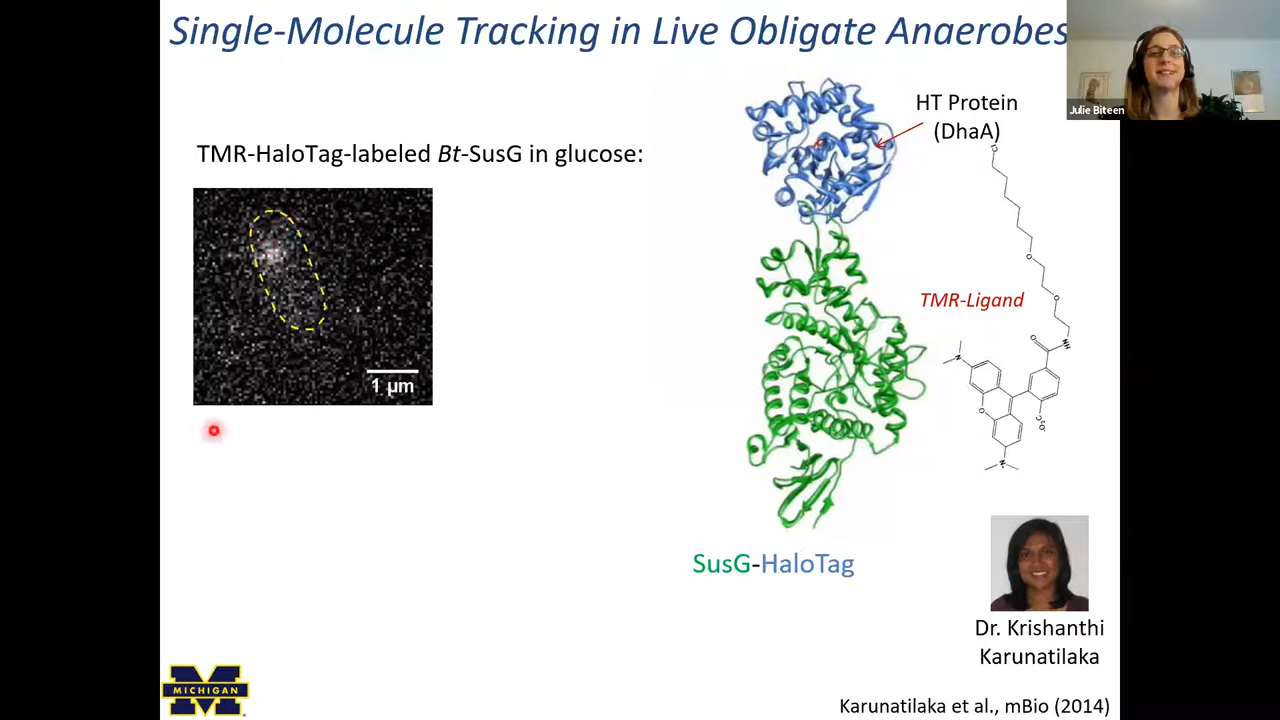 Single-Molecule Tracking in Live Obligate Anaerobes
Julie Biteen
HT Protein
(DhaA)
TMR-HaloTag-labeled Bt-SusG in glucose:
1 µm
TMR-Ligand
SusG-HaloTag
Dr. Krishanthi
Karunatilaka
MICHIGAN
Karunatilaka et al., mBio (2014)